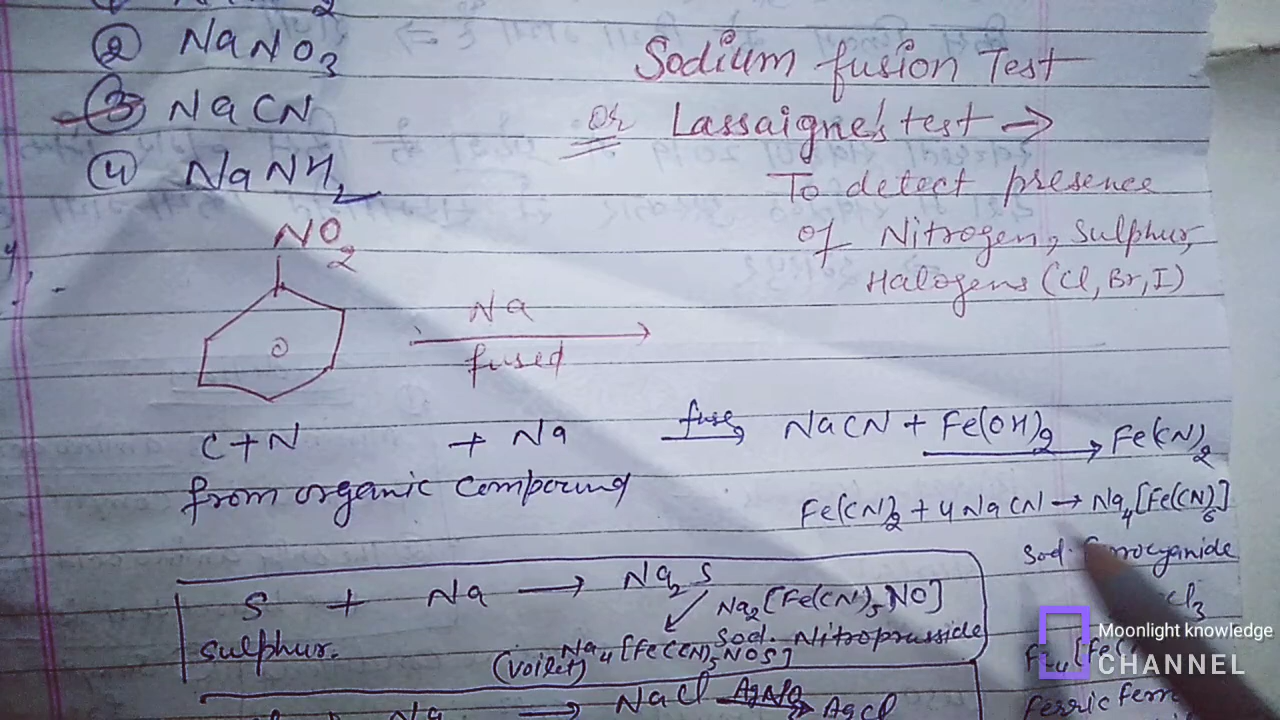 ② NaNO3
③ NaCN
④ NaNH2
Sodium fusion Test
or Lassaigne's test →
To detect presence
of Nitrogen, Sulphur,
Halogens (Cl, Br, I)
NO2
Na
fused
C+N + Na fuse → NaCN + Fe(OH)2 → Fe(CN)2
from organic compound
Fe(CN)2 + 4NaCN → Na4[Fe(CN)6]
S + Na → Na2S
sulphur.
Na2[Fe(CN)5NO]
Sod. Nitroprusside
Na4[Fe(CN)5NOS]
(voilet)
Na → NaCl AgNO3 → AgCl
Moonlight knowledge
CHANNEL